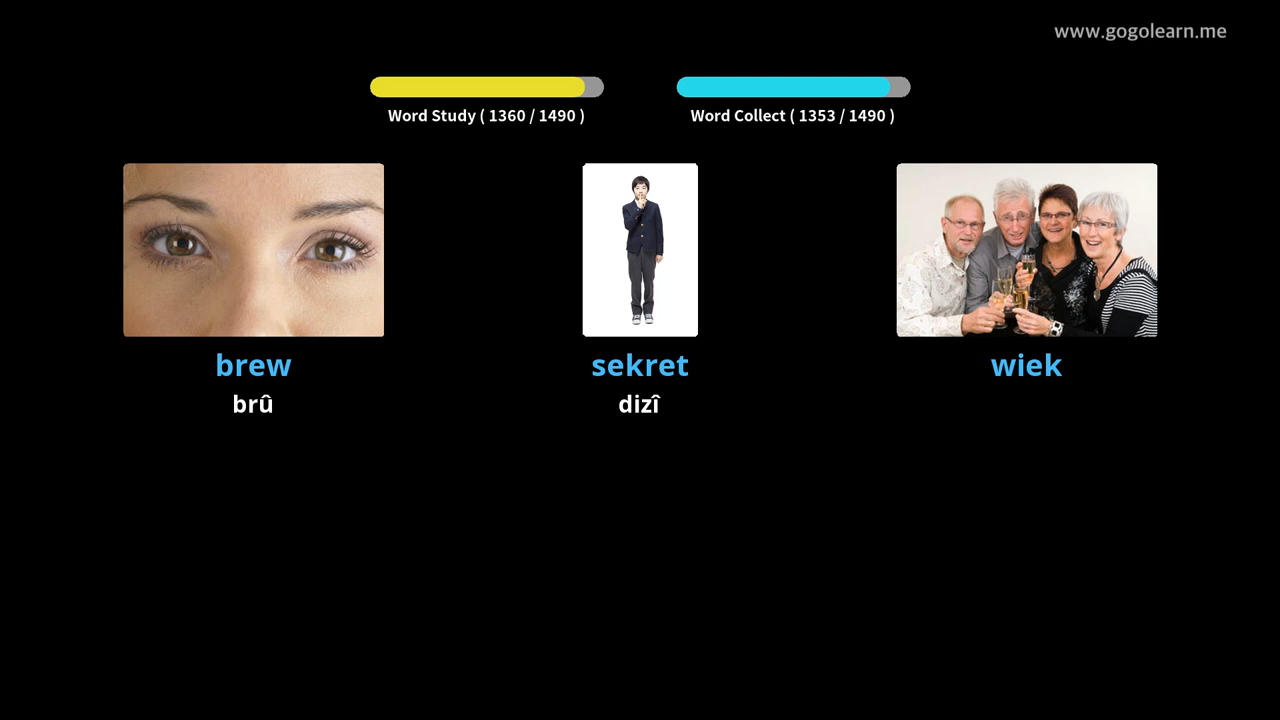 www.gogolearn.me
Word Study ( 1360 / 1490 )
Word Collect ( 1353 / 1490 )
brew
sekret
wiek
brû
dizî